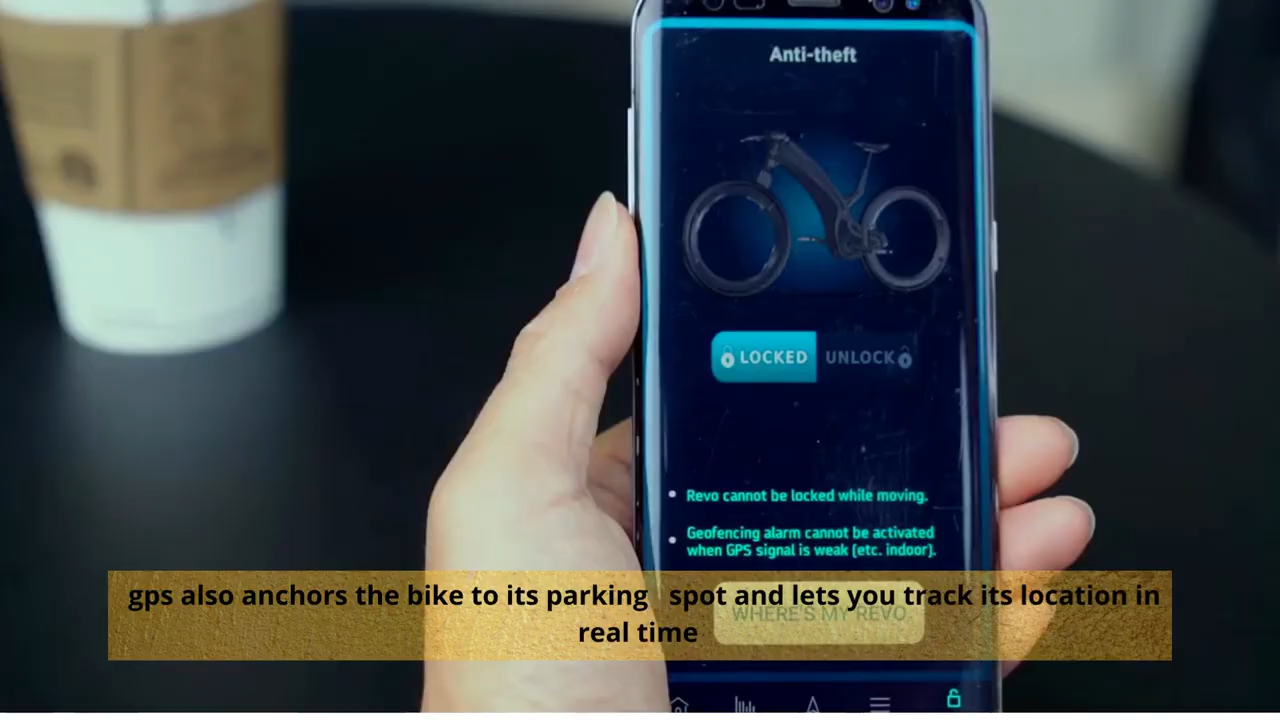 Anti-theft
LOCKED UNLOCK
Revo cannot be locked while moving.
Geofencing alarm cannot be activated
when GPS signal is weak (etc. indoor).
WHERE'S MY REVO
gps also anchors the bike to its parking spot and lets you track its location in
real time